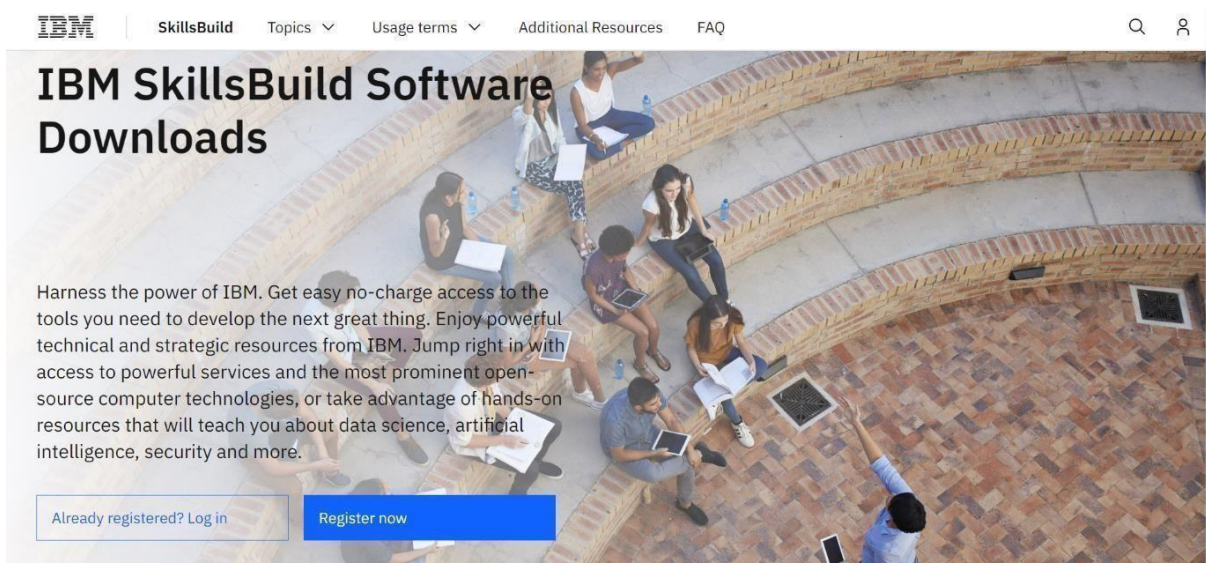 IBM SkillsBuild Topics Usage terms Additional Resources FAQ
IBM SkillsBuild Software
Downloads
Harness the power of IBM. Get easy no-charge access to the
tools you need to develop the next great thing. Enjoy powerful
technical and strategic resources from IBM. Jump right in with
access to powerful services and the most prominent open-
source computer technologies, or take advantage of hands-on
resources that will teach you about data science, artificial
intelligence, security and more.
Already registered? Log in Register now